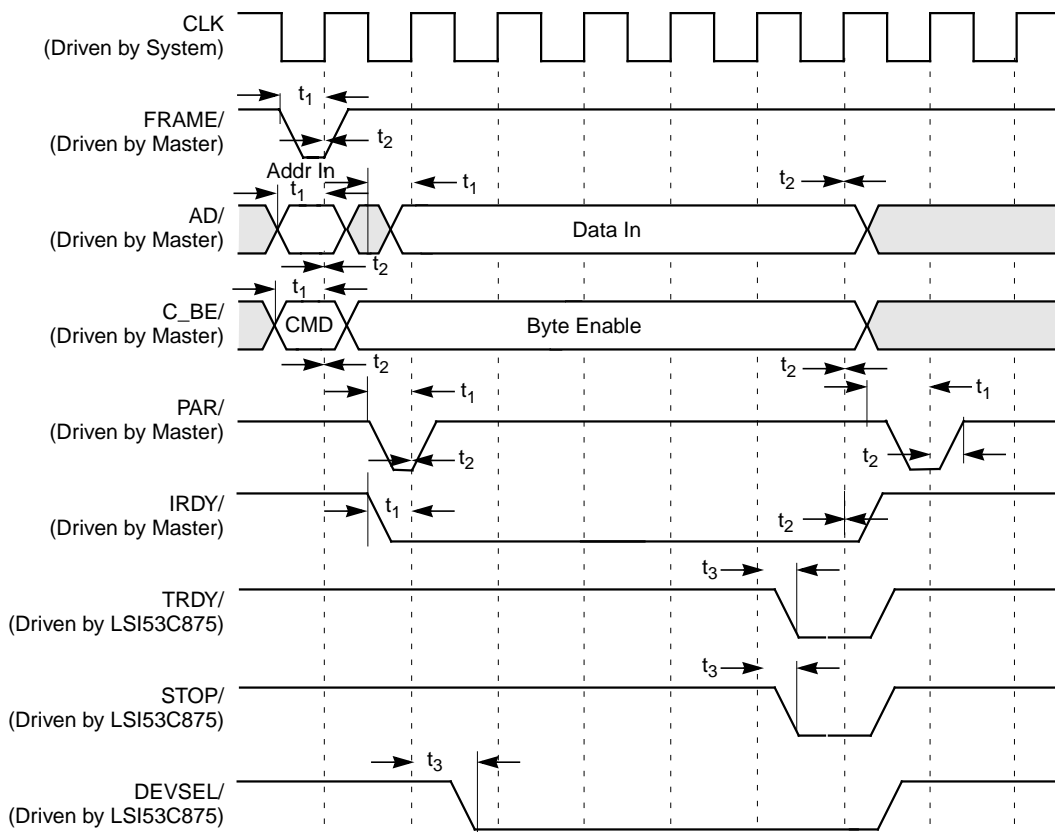 CLK
(Driven by System)
t1
FRAME/
(Driven by Master)
t2
Addr In
t1
t1
t2
AD/
(Driven by Master)
Data In
t2
t1
C_BE/
(Driven by Master)
CMD
Byte Enable
t2
t2
t1
t1
PAR/
(Driven by Master)
t2
t2
IRDY/
(Driven by Master)
t1
t2
t3
TRDY/
(Driven by LSI53C875)
t3
STOP/
(Driven by LSI53C875)
t3
DEVSEL/
(Driven by LSI53C875)